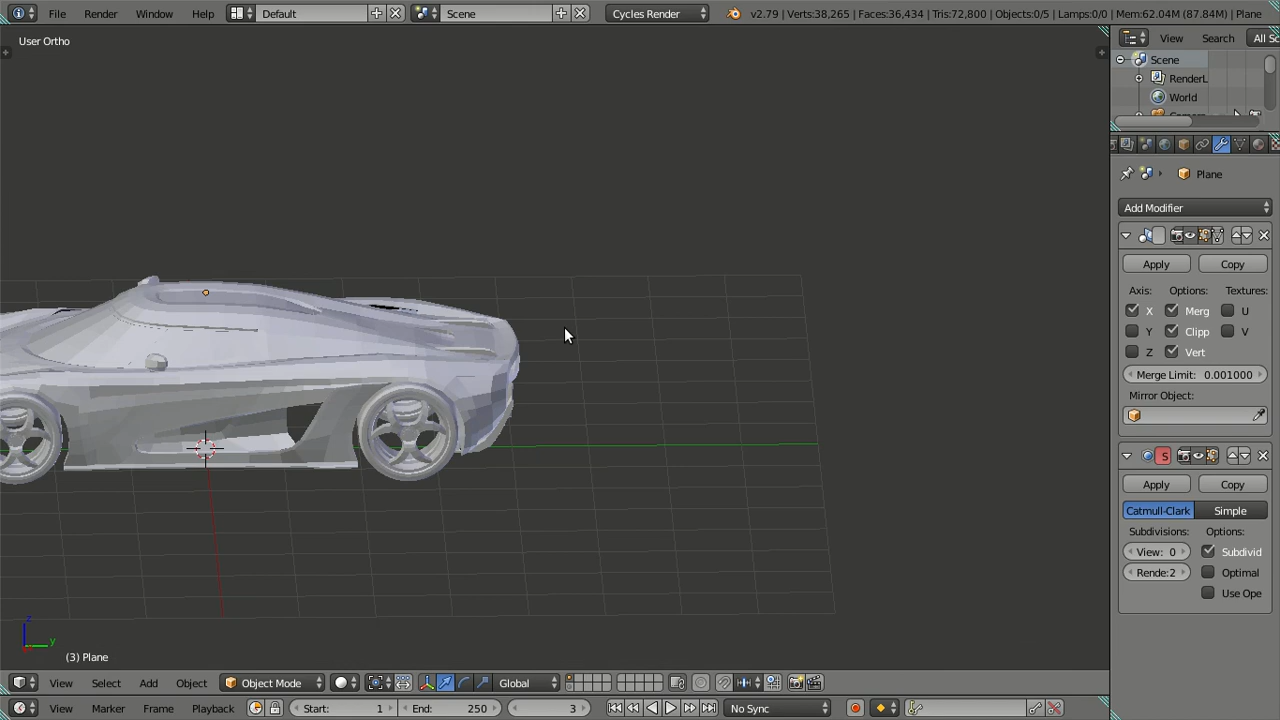 File Render Window Help Default Scene Cycles Render v2.79 | Verts:38,265 | Faces:36,434 | Tris:72,800 | Objects:0/5 | Lamps:0/0 | Mem:62.04M (87.84M) | Plane
User Ortho
View Search All Sc
Scene
RenderL
World
Plane
Add Modifier
Apply Copy
Axis: Options: Textures:
X Merg U
Y Clipp V
Z Vert
Merge Limit: 0.001000
Mirror Object:
S
Apply Copy
Catmull-Clark Simple
Subdivisions: Options:
View: 0 Subdivid
Rende:2 Optimal
Use Ope
z
y
(3) Plane
View Select Add Object Object Mode Global
View Marker Frame Playback Start: 1 End: 250 3 No Sync